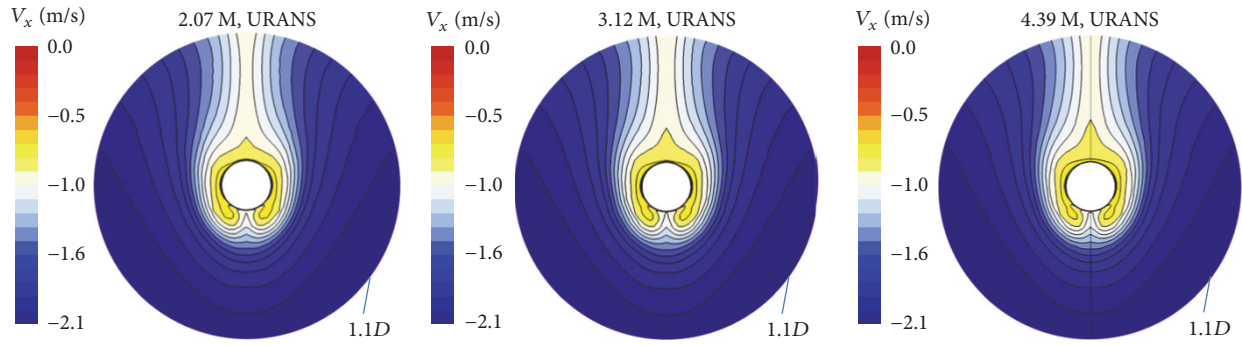 V_x (m/s)
2.07 M, URANS
0.0
−0.5
−1.0
−1.6
−2.1
1.1D
V_x (m/s)
3.12 M, URANS
0.0
−0.5
−1.0
−1.6
−2.1
1.1D
V_x (m/s)
4.39 M, URANS
0.0
−0.5
−1.0
−1.6
−2.1
1.1D